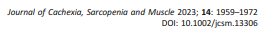 Journal of Cachexia, Sarcopenia and Muscle 2023; 14: 1959–1972
DOI: 10.1002/jcsm.13306